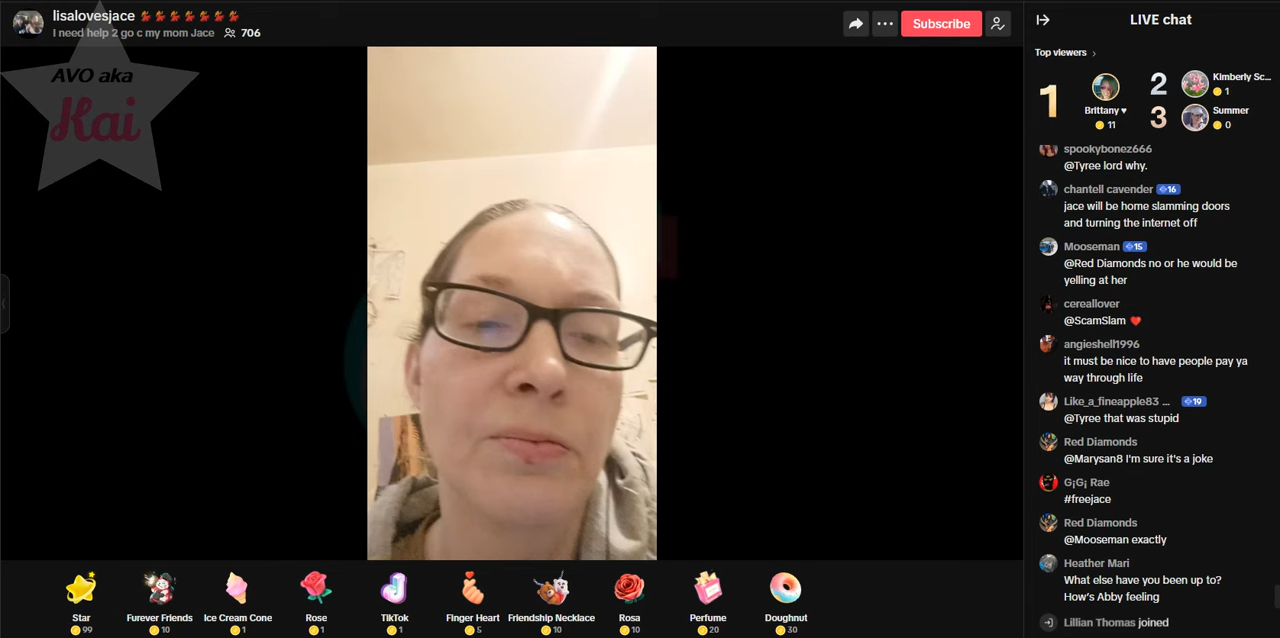 lisalovesjace
I need help 2 go c my mom Jace 706
Subscribe
AVO aka
Kai
LIVE chat
Top viewers
1
Brittany
11
2
Kimberly Sc...
1
3
Summer
0
spookybonez666
@Tyree lord why.
chantell cavender 16
jace will be home slamming doors
and turning the internet off
Mooseman 15
@Red Diamonds no or he would be
yelling at her
cereallover
@ScamSlam ❤️
angieshell1996
it must be nice to have people pay ya
way through life
Like_a_fineapple83 ... 19
@Tyree that was stupid
Red Diamonds
@Marysan8 I'm sure it's a joke
G¡G¡ Rae
#freejace
Red Diamonds
@Mooseman exactly
Heather Mari
What else have you been up to?
How's Abby feeling
Lillian Thomas joined
Star Furever Friends Ice Cream Cone Rose TikTok Finger Heart Friendship Necklace Rosa Perfume Doughnut
99 10 1 1 1 5 10 10 20 30